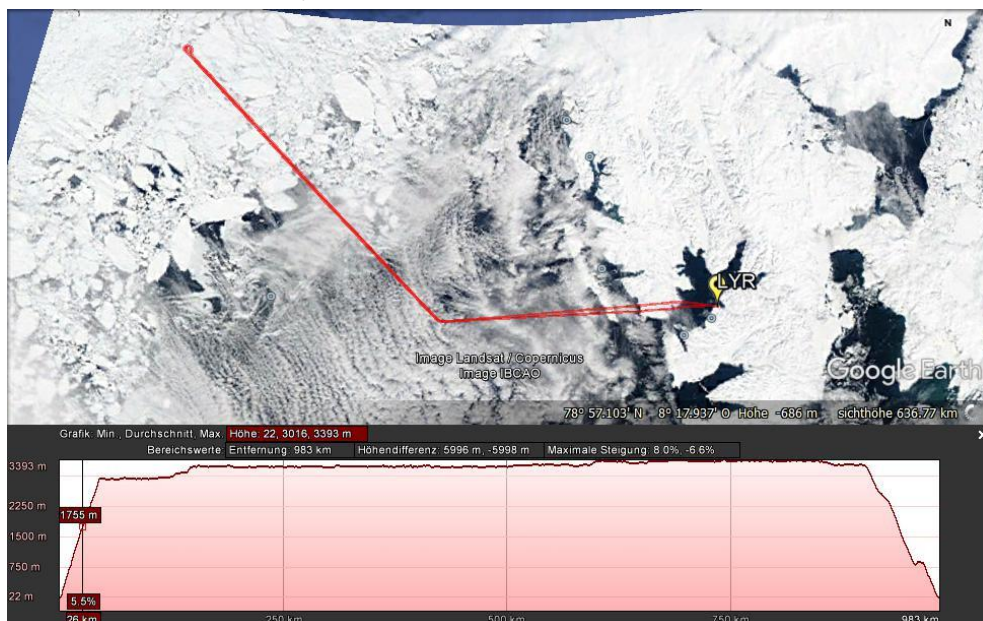 N
LYR
Image Landsat / Copernicus
Image IBCAO
Google Earth
78° 57.103' N 8° 17.937' O Höhe -686 m sichthöhe 636.77 km
Grafik: Min., Durchschnitt, Max. Höhe: 22, 3016, 3393 m
Bereichswerte: Entfernung: 983 km Höhendifferenz: 5996 m, -5998 m Maximale Steigung: 8.0%, -6.6%
3393 m
2250 m
1755 m
1500 m
750 m
22 m
5.5%
26 km 250 km 500 km 750 km 983 km